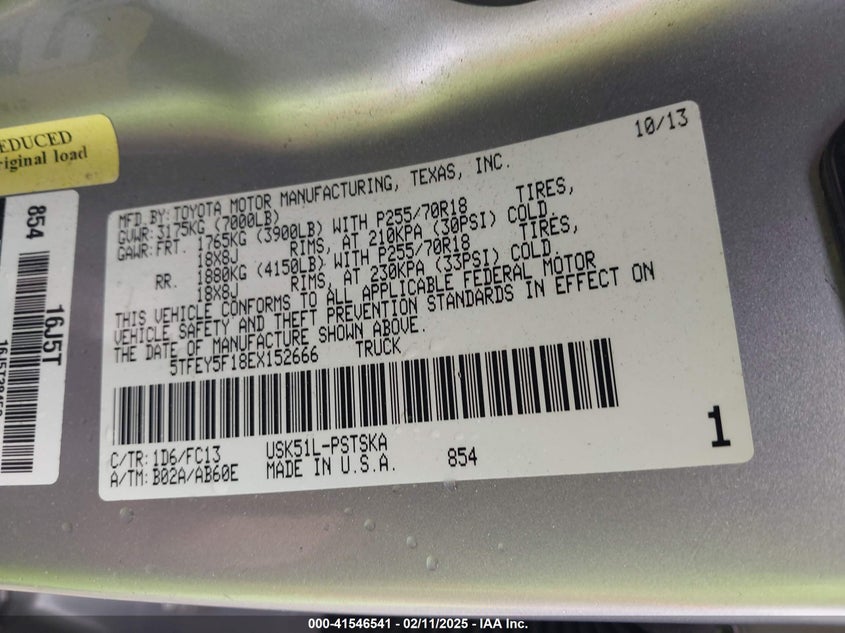 EDUCED
riginal load
854
16J5T
10/13
MFD BY: TOYOTA MOTOR MANUFACTURING, TEXAS, INC.
GVWR: 3175KG (7000LB)
GAWR: FRT. 1765KG (3900LB) WITH P255/70R18 TIRES,
18X8J RIMS, AT 210KPA (30PSI) COLD.
RR. 1880KG (4150LB) WITH P255/70R18 TIRES,
18X8J RIMS, AT 230KPA (33PSI) COLD.
THIS VEHICLE CONFORMS TO ALL APPLICABLE FEDERAL MOTOR
VEHICLE SAFETY AND THEFT PREVENTION STANDARDS IN EFFECT ON
THE DATE OF MANUFACTURE SHOWN ABOVE.
5TFEY5F18EX152666 TRUCK
C/TR: 1D6/FC13 USK51L-PSTSKA
A/TM: B02A/AB60E MADE IN U.S.A. 854
1
000-41546541 — 02/11/2025 — IAA Inc.